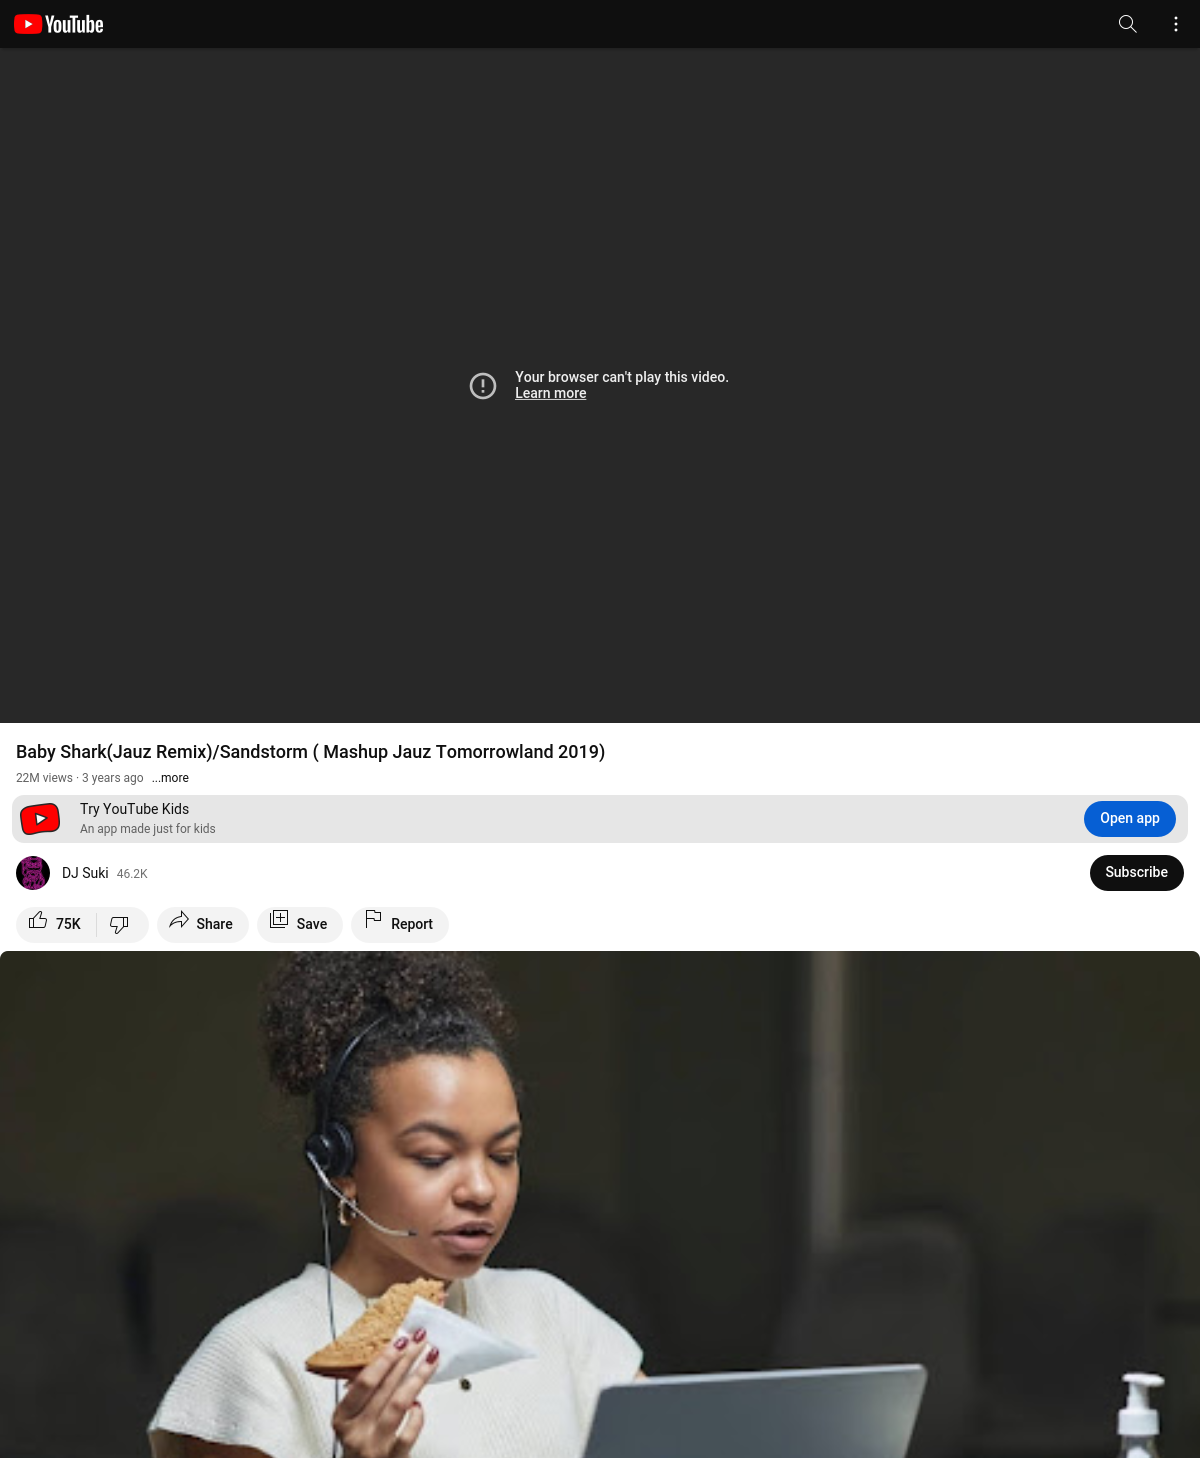 YouTube
Your browser can't play this video.
Learn more
Baby Shark(Jauz Remix)/Sandstorm ( Mashup Jauz Tomorrowland 2019)
22M views · 3 years ago ...more
Try YouTube Kids
An app made just for kids
Open app
DJ Suki 46.2K
Subscribe
75K
Share
Save
Report